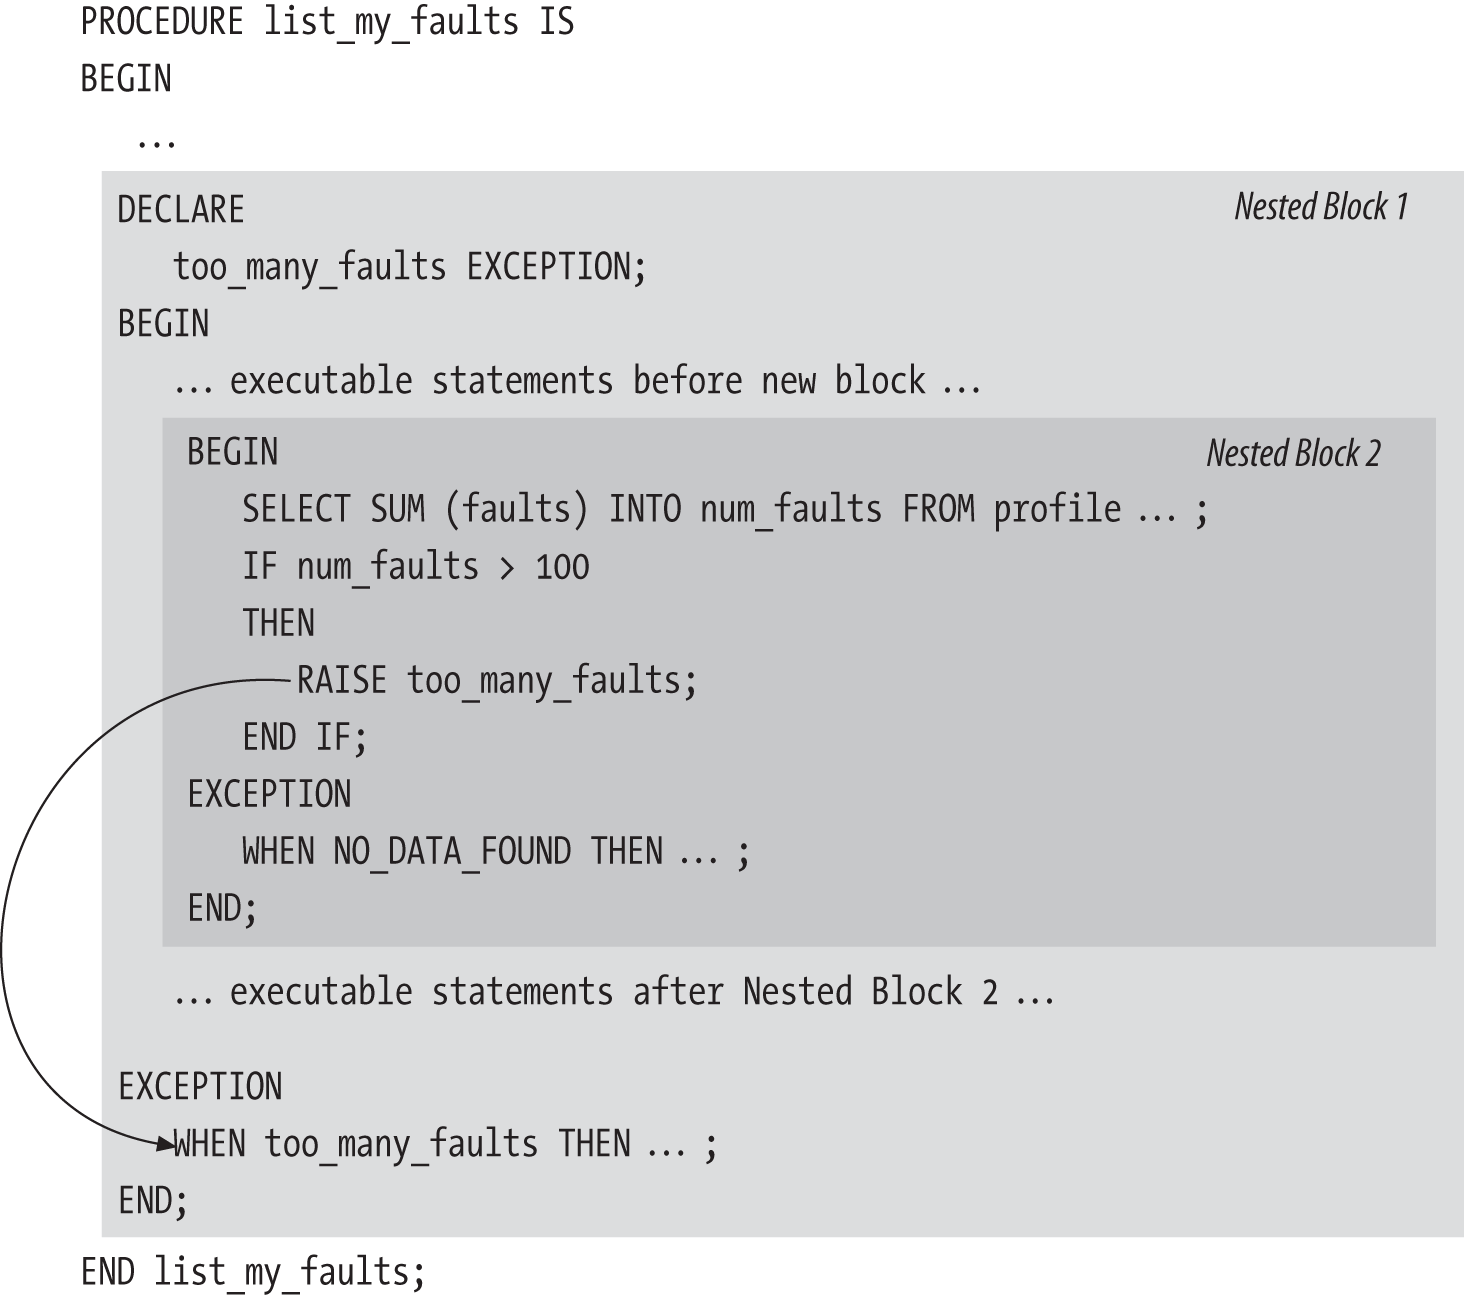 PROCEDURE list_my_faults IS
BEGIN
...
DECLARE Nested Block 1
too_many_faults EXCEPTION;
BEGIN
... executable statements before new block ...
BEGIN Nested Block 2
SELECT SUM (faults) INTO num_faults FROM profile ... ;
IF num_faults > 100
THEN
RAISE too_many_faults;
END IF;
EXCEPTION
WHEN NO_DATA_FOUND THEN ... ;
END;
... executable statements after Nested Block 2 ...
EXCEPTION
WHEN too_many_faults THEN ... ;
END;
END list_my_faults;